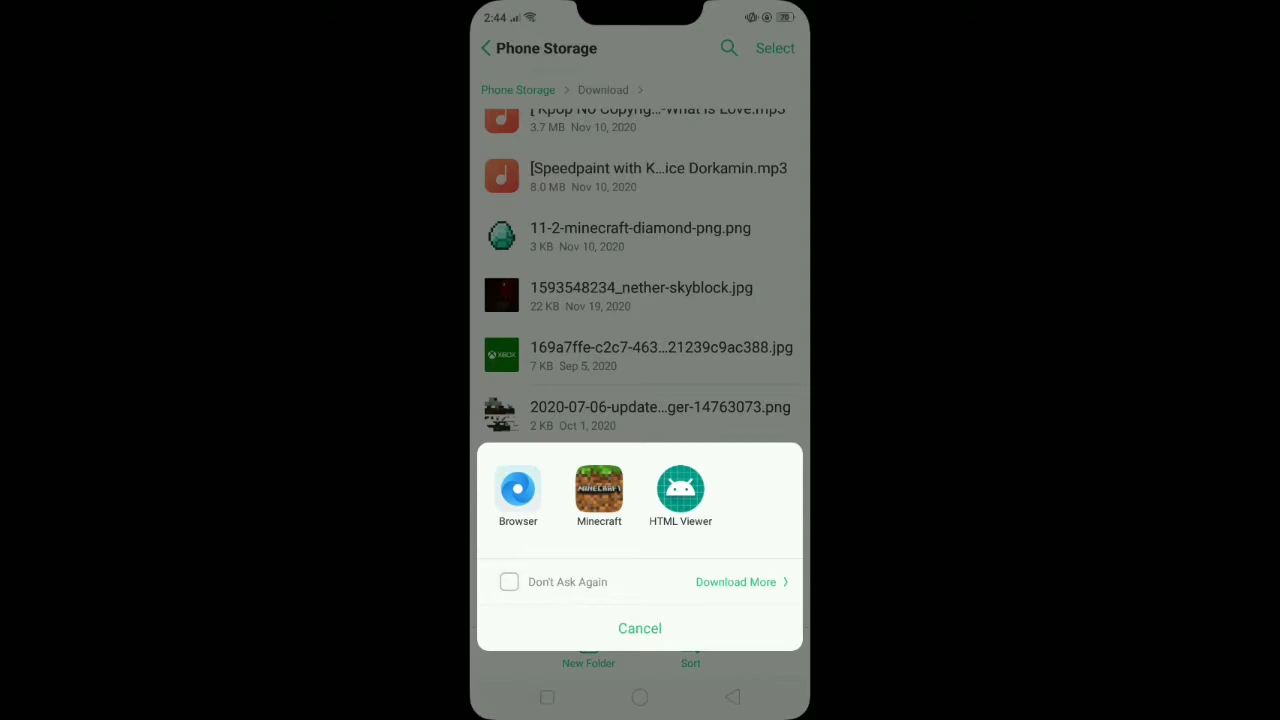 2:44
70
Phone Storage
Select
Phone Storage > Download >
[ Kpop No Copyrig...-What Is Love.mp3
3.7 MB Nov 10, 2020
[Speedpaint with K...ice Dorkamin.mp3
8.0 MB Nov 10, 2020
11-2-minecraft-diamond-png.png
3 KB Nov 10, 2020
1593548234_nether-skyblock.jpg
22 KB Nov 19, 2020
XBOX
169a7ffe-c2c7-463...21239c9ac388.jpg
7 KB Sep 5, 2020
2020-07-06-update...ger-14763073.png
2 KB Oct 1, 2020
MINECRAFT
Browser
Minecraft
HTML Viewer
Don't Ask Again
Download More >
Cancel
New Folder
Sort